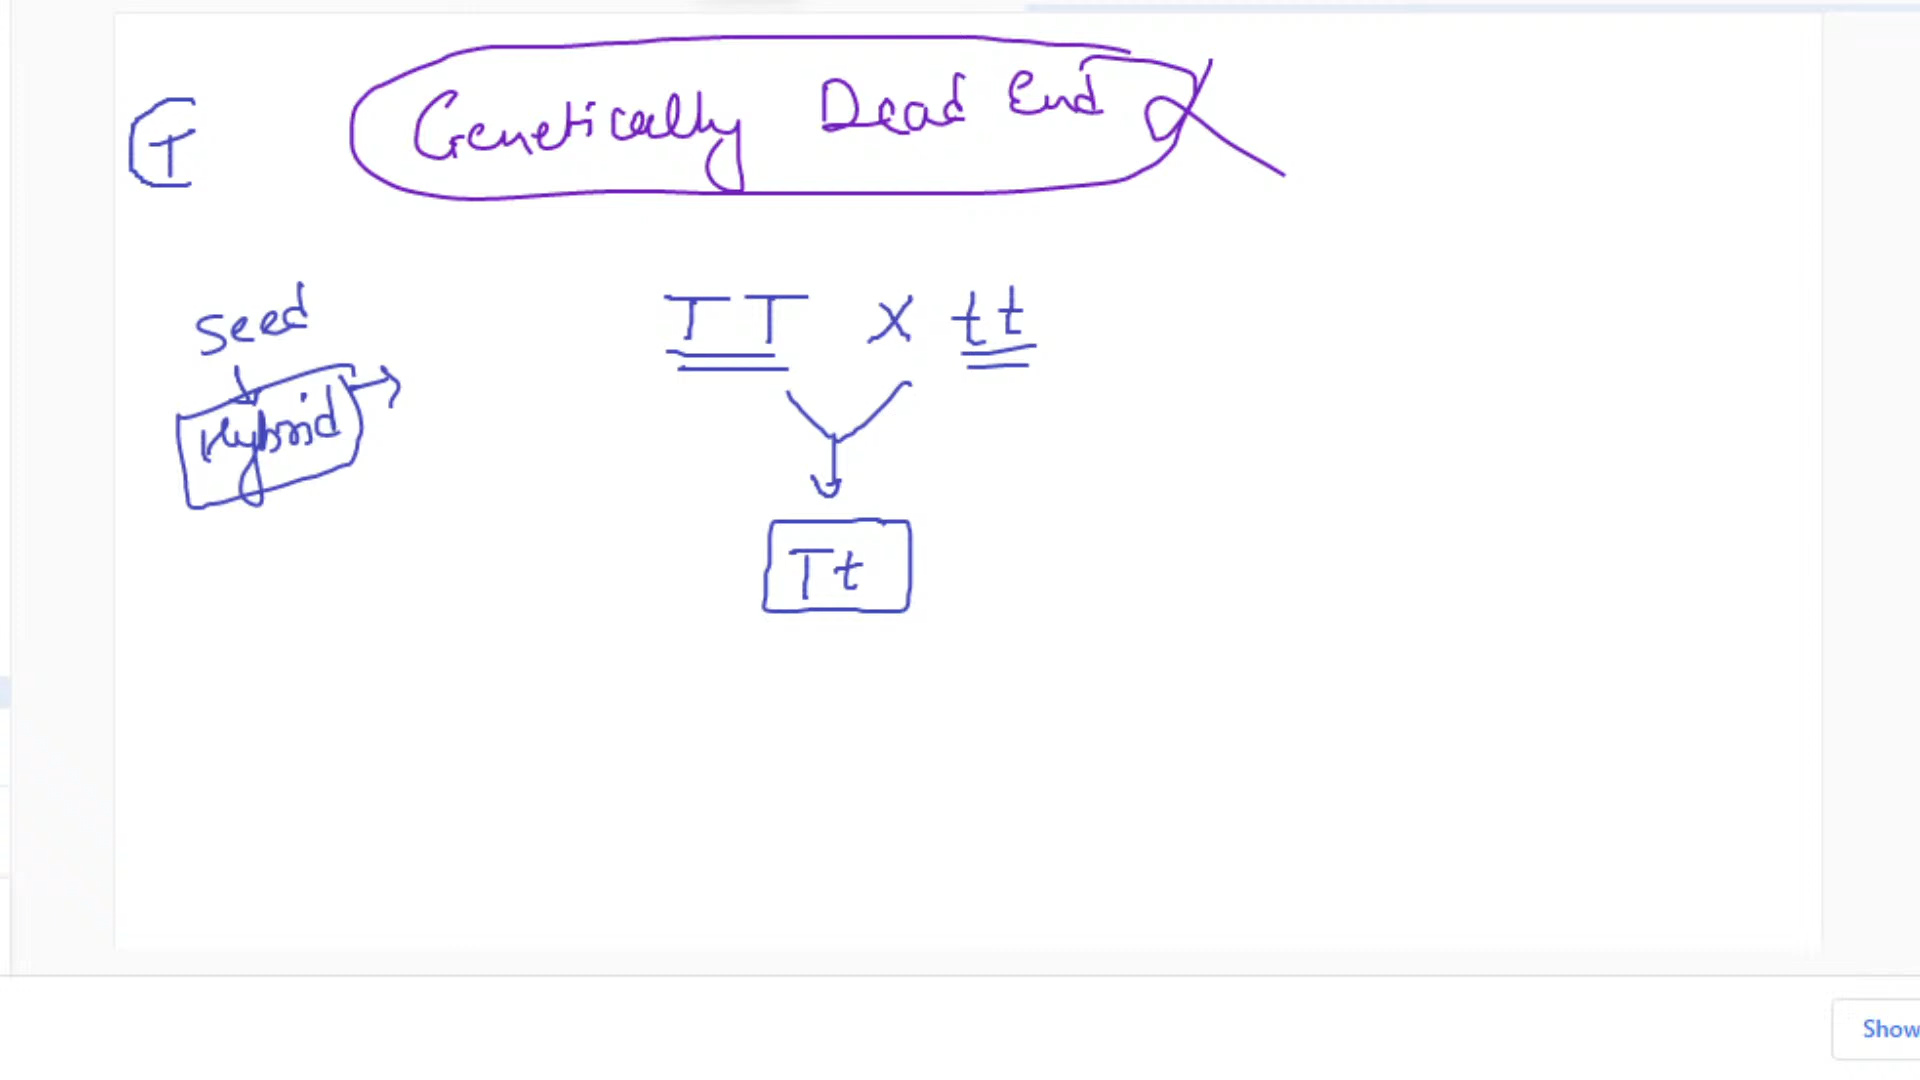 T
Genetically Dead End
Seed
Hybrid
TT x tt
Tt
Show